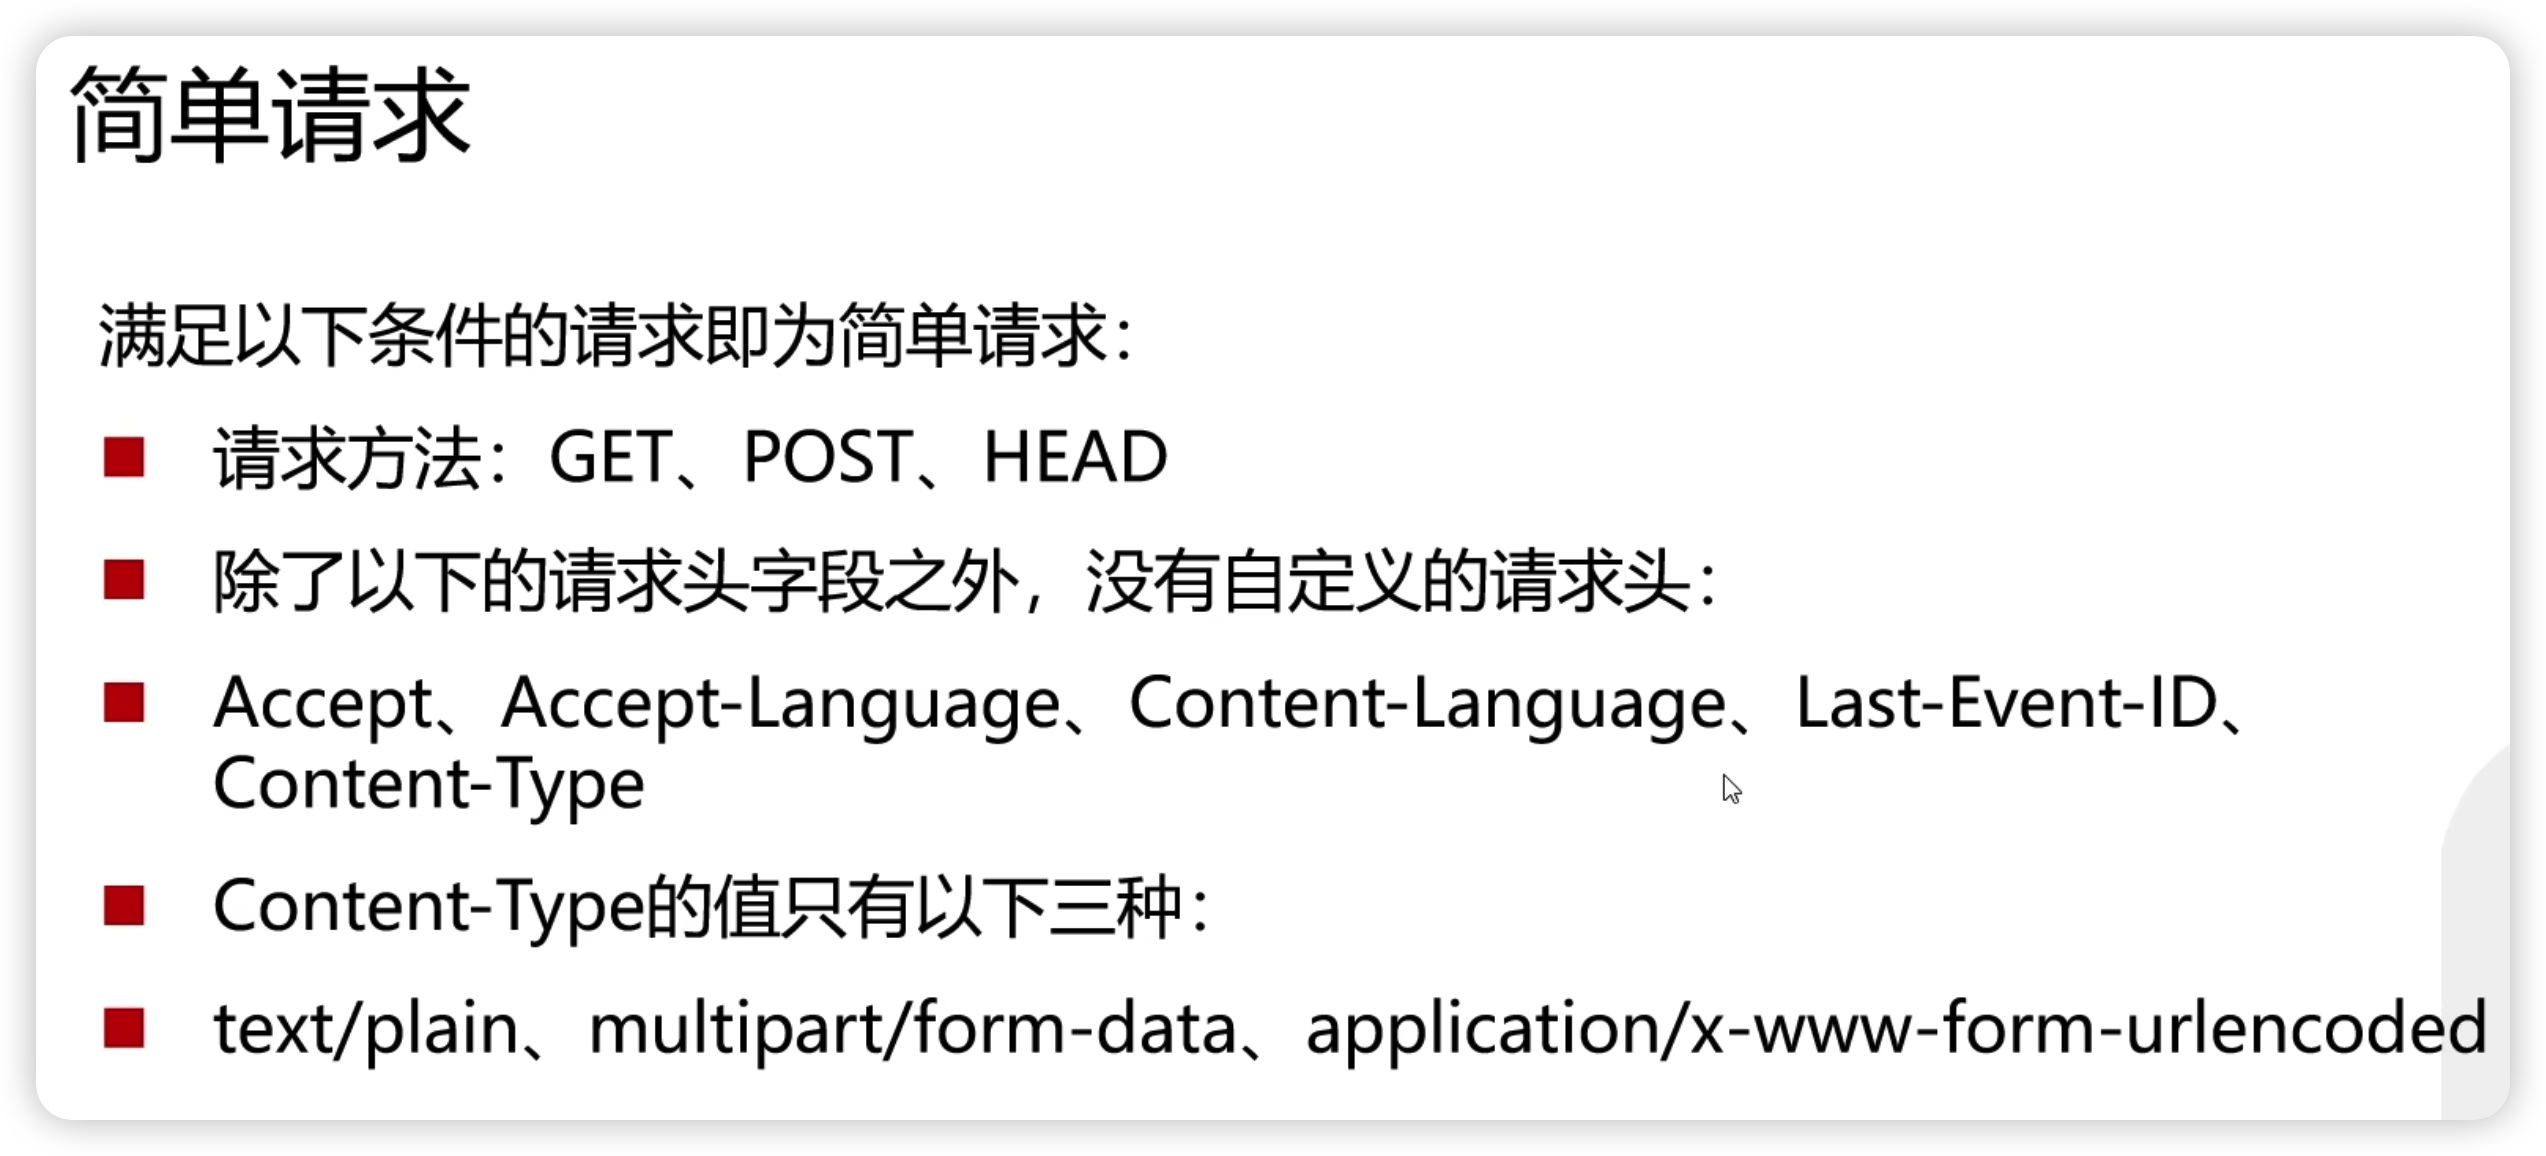 简单请求
满足以下条件的请求即为简单请求：
请求方法：GET、POST、HEAD
除了以下的请求头字段之外，没有自定义的请求头：
Accept、Accept-Language、Content-Language、Last-Event-ID、
Content-Type
Content-Type的值只有以下三种：
text/plain、multipart/form-data、application/x-www-form-urlencoded